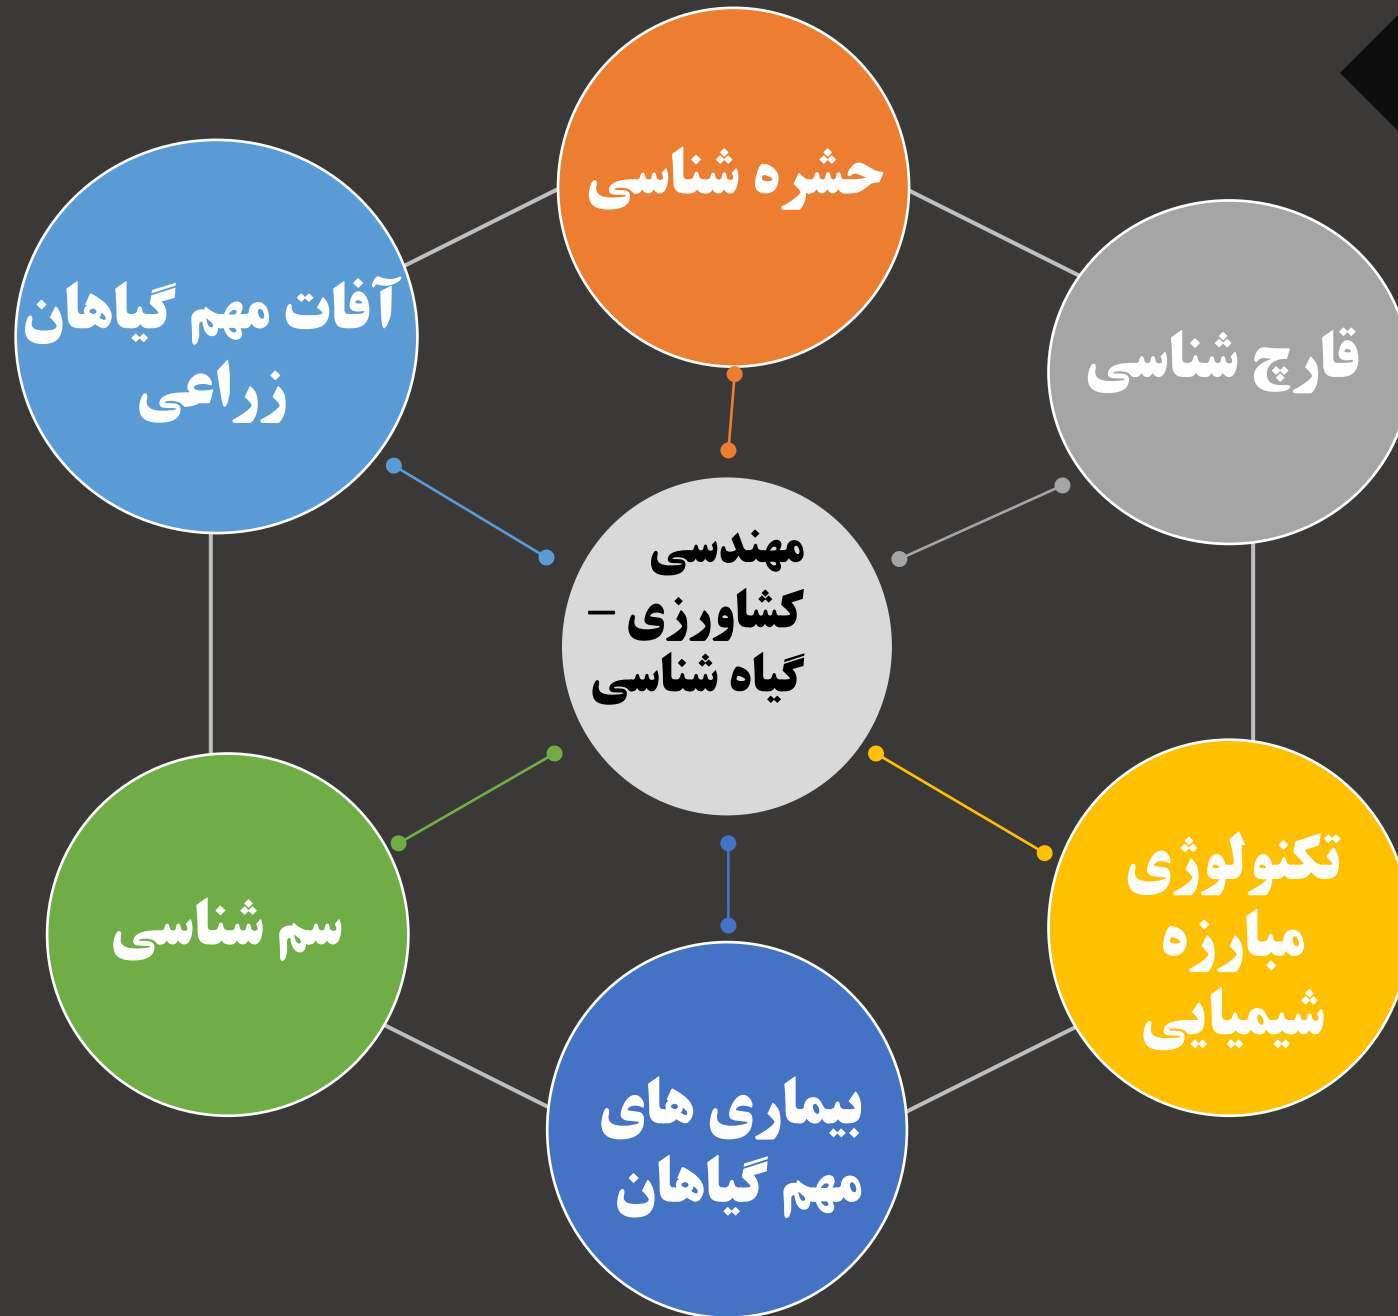 حشره شناسی
قارچ شناسی
آفات مهم گیاهان
زراعی
مهندسی
کشاورزی –
گیاه شناسی
تکنولوژی
مبارزه
شیمیایی
سم شناسی
بیماری های
مهم گیاهان